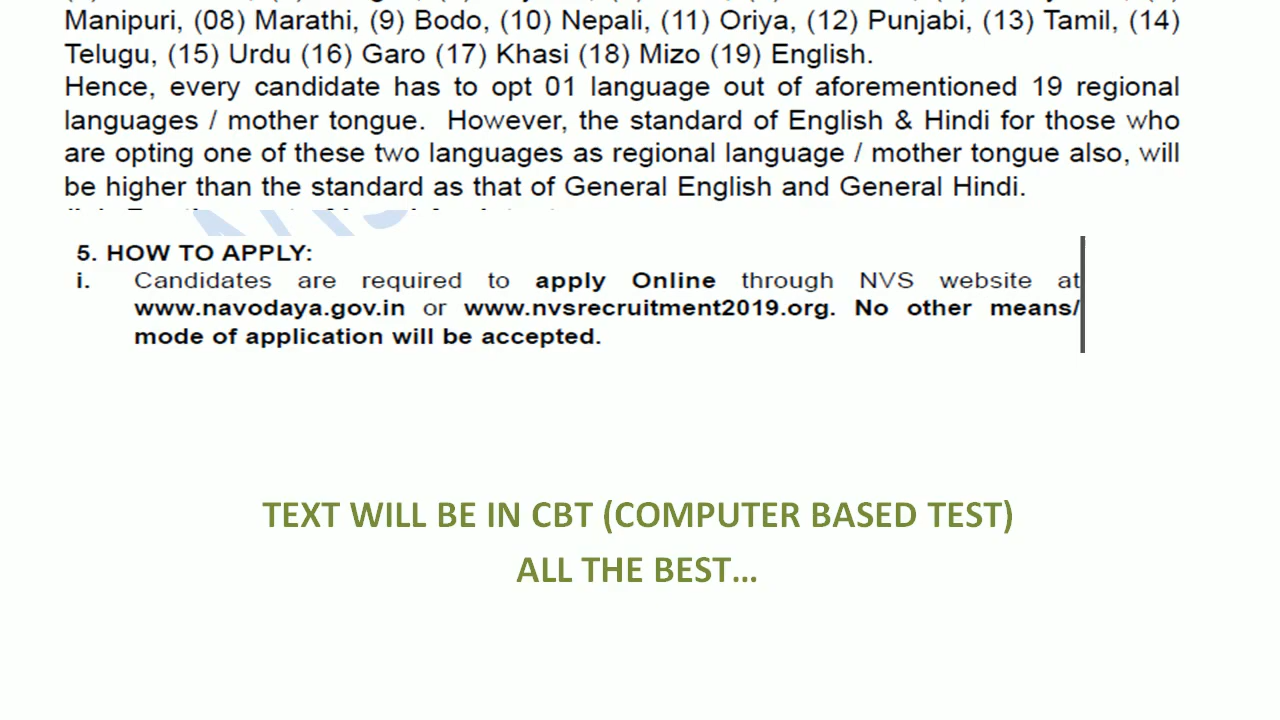 Manipuri, (08) Marathi, (9) Bodo, (10) Nepali, (11) Oriya, (12) Punjabi, (13) Tamil, (14)
Telugu, (15) Urdu (16) Garo (17) Khasi (18) Mizo (19) English.
Hence, every candidate has to opt 01 language out of aforementioned 19 regional
languages / mother tongue. However, the standard of English & Hindi for those who
are opting one of these two languages as regional language / mother tongue also, will
be higher than the standard as that of General English and General Hindi.
5. HOW TO APPLY:
i. Candidates are required to apply Online through NVS website at
www.navodaya.gov.in or www.nvsrecruitment2019.org. No other means/
mode of application will be accepted.
TEXT WILL BE IN CBT (COMPUTER BASED TEST)
ALL THE BEST...